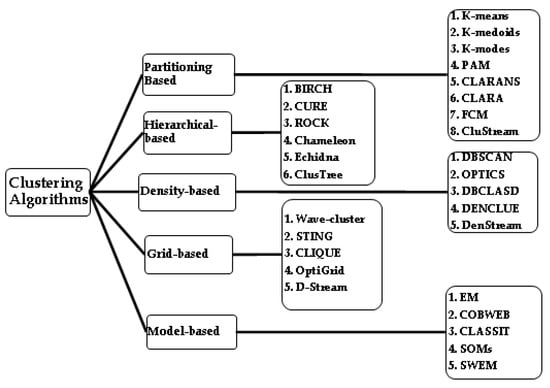 Clustering
Algorithms
Partitioning
Based
1. K-means
2. K-medoids
3. K-modes
4. PAM
5. CLARANS
6. CLARA
7. FCM
8. CluStream
Hierarchical-
based
1. BIRCH
2. CURE
3. ROCK
4. Chameleon
5. Echidna
6. ClusTree
Density-based
1. DBSCAN
2. OPTICS
3. DBCLASD
4. DENCLUE
5. DenStream
Grid-based
1. Wave-cluster
2. STING
3. CLIQUE
4. OptiGrid
5. D-Stream
Model-based
1. EM
2. COBWEB
3. CLASSIT
4. SOMs
5. SWEM